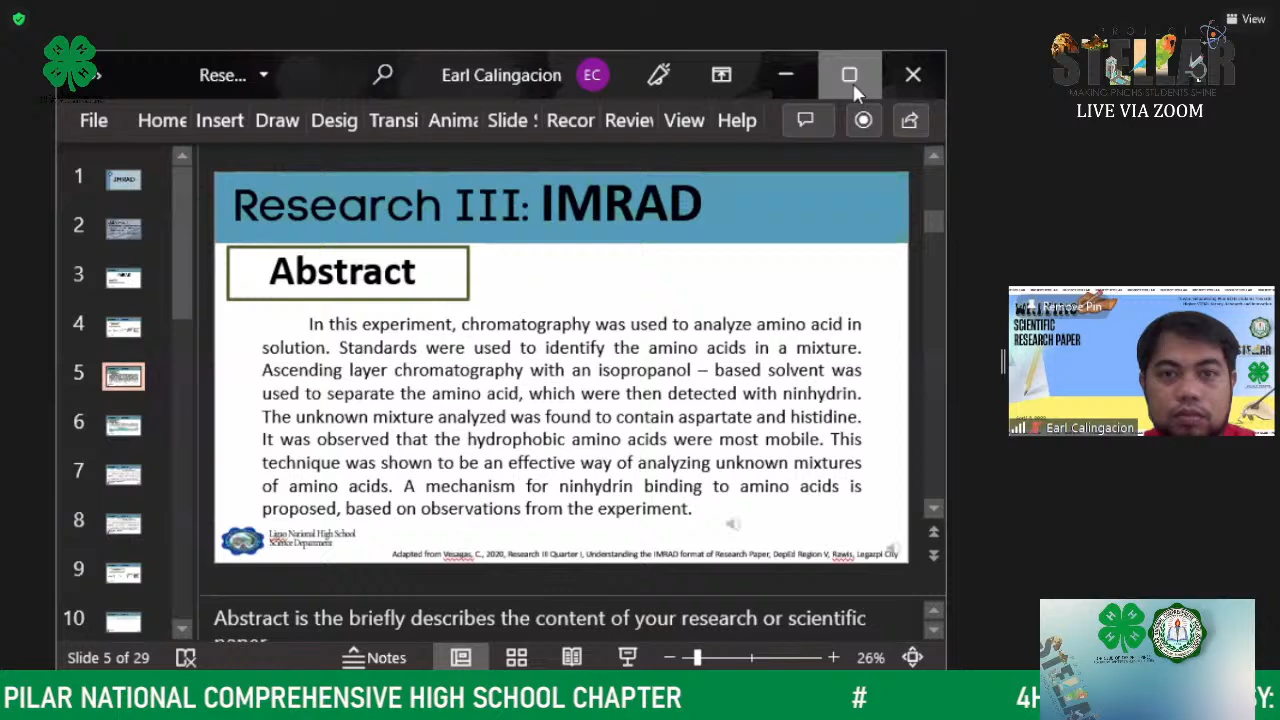 View
STELLAR
MAKING PNCHS STUDENTS SHINE
LIVE VIA ZOOM
Rese...
Earl Calingacion
EC
File Home Insert Draw Desig Transi Anima Slide Recor Review View Help
1
2
3
4
5
6
7
8
9
10
Research III: IMRAD
Abstract
In this experiment, chromatography was used to analyze amino acid in
solution. Standards were used to identify the amino acids in a mixture.
Ascending layer chromatography with an isopropanol – based solvent was
used to separate the amino acid, which were then detected with ninhydrin.
The unknown mixture analyzed was found to contain aspartate and histidine.
It was observed that the hydrophobic amino acids were most mobile. This
technique was shown to be an effective way of analyzing unknown mixtures
of amino acids. A mechanism for ninhydrin binding to amino acids is
proposed, based on observations from the experiment.
Ligao National High School
Science Department
Adapted from Vesagas, C., 2020, Research III Quarter I, Understanding the IMRAD format of Research Paper, DepEd Region V, Rawis, Legazpi City
Abstract is the briefly describes the content of your research or scientific
Slide 5 of 29
Notes
26%
Remove Pin
SCIENTIFIC
RESEARCH PAPER
Earl Calingacion
PILAR NATIONAL COMPREHENSIVE HIGH SCHOOL CHAPTER # 4H